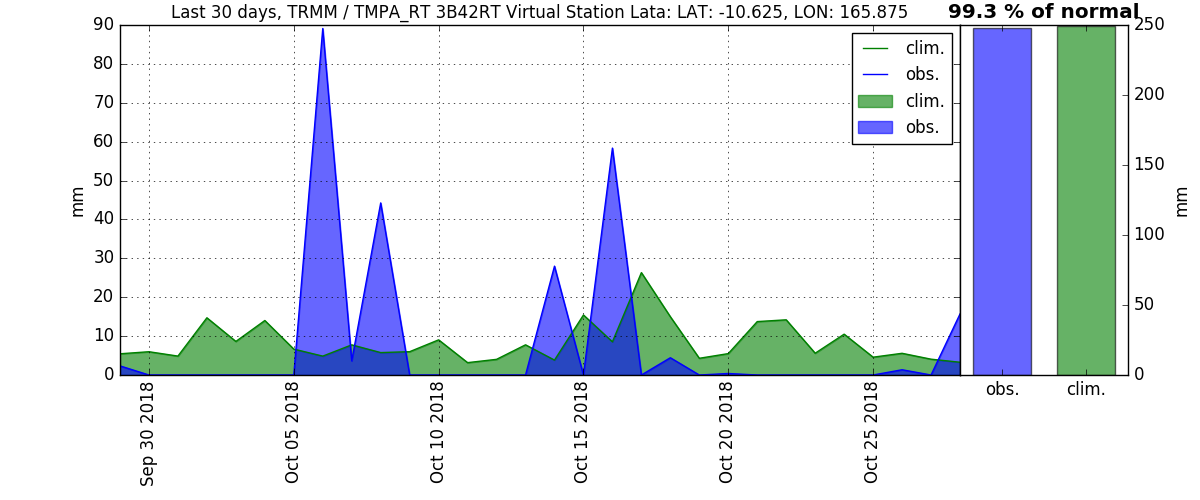 Last 30 days, TRMM / TMPA_RT 3B42RT Virtual Station Lata: LAT: -10.625, LON: 165.875
99.3 % of normal
90
80
70
60
50
40
30
20
10
0
mm
clim.
obs.
clim.
obs.
Sep 30 2018
Oct 05 2018
Oct 10 2018
Oct 15 2018
Oct 20 2018
Oct 25 2018
250
200
150
100
50
0
mm
obs.
clim.